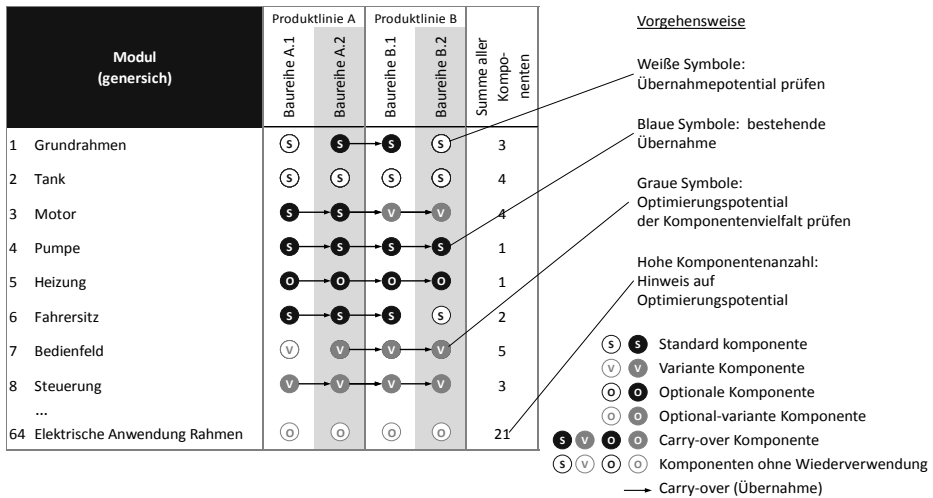 Modul
(genersich)
Produktlinie A
Produktlinie B
Baureihe A.1
Baureihe A.2
Baureihe B.1
Baureihe B.2
Summe aller
Kompo-
nenten
1 Grundrahmen S S S S 3
2 Tank S S S S 4
3 Motor S S V V 4
4 Pumpe S S S S 1
5 Heizung O O O O 1
6 Fahrersitz S S S S 2
7 Bedienfeld V V V V 5
8 Steuerung V V V V 3
...
64 Elektrische Anwendung Rahmen O O O O 21
Vorgehensweise
Weiße Symbole:
Übernahmepotential prüfen
Blaue Symbole: bestehende
Übernahme
Graue Symbole:
Optimierungspotential
der Komponentenvielfalt prüfen
Hohe Komponentenanzahl:
Hinweis auf
Optimierungspotential
S S Standard komponente
V V Variante Komponente
O O Optionale Komponente
O O Optional-variante Komponente
S V O O Carry-over Komponente
S V O O Komponenten ohne Wiederverwendung
Carry-over (Übernahme)